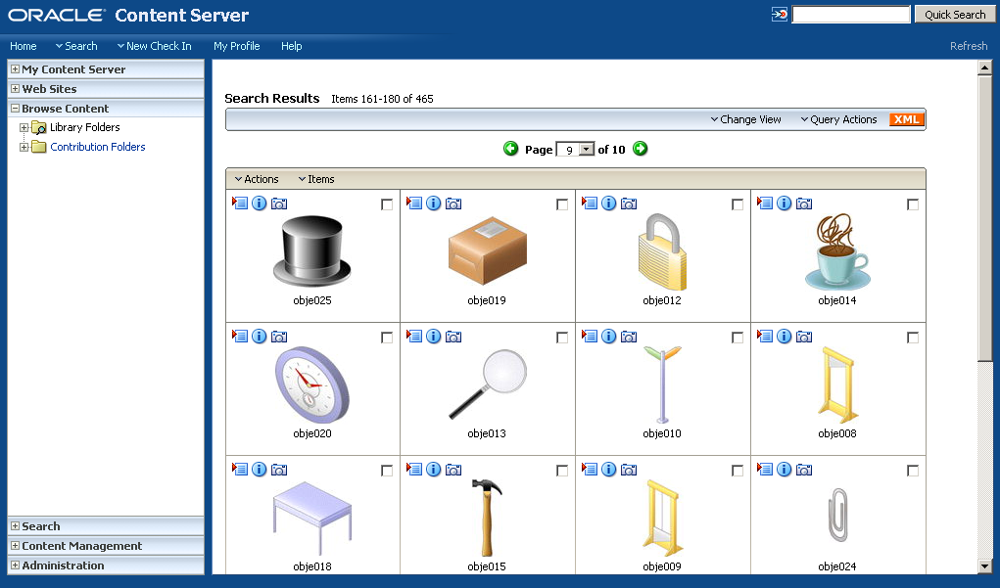 ORACLE Content Server
Quick Search
Home Search New Check In My Profile Help Refresh
My Content Server
Web Sites
Browse Content
Library Folders
Contribution Folders
Search
Content Management
Administration
Search Results Items 161-180 of 465
Change View Query Actions XML
Page 9 of 10
Actions Items
obje025 obje019 obje012 obje014
obje020 obje013 obje010 obje008
obje018 obje015 obje009 obje024